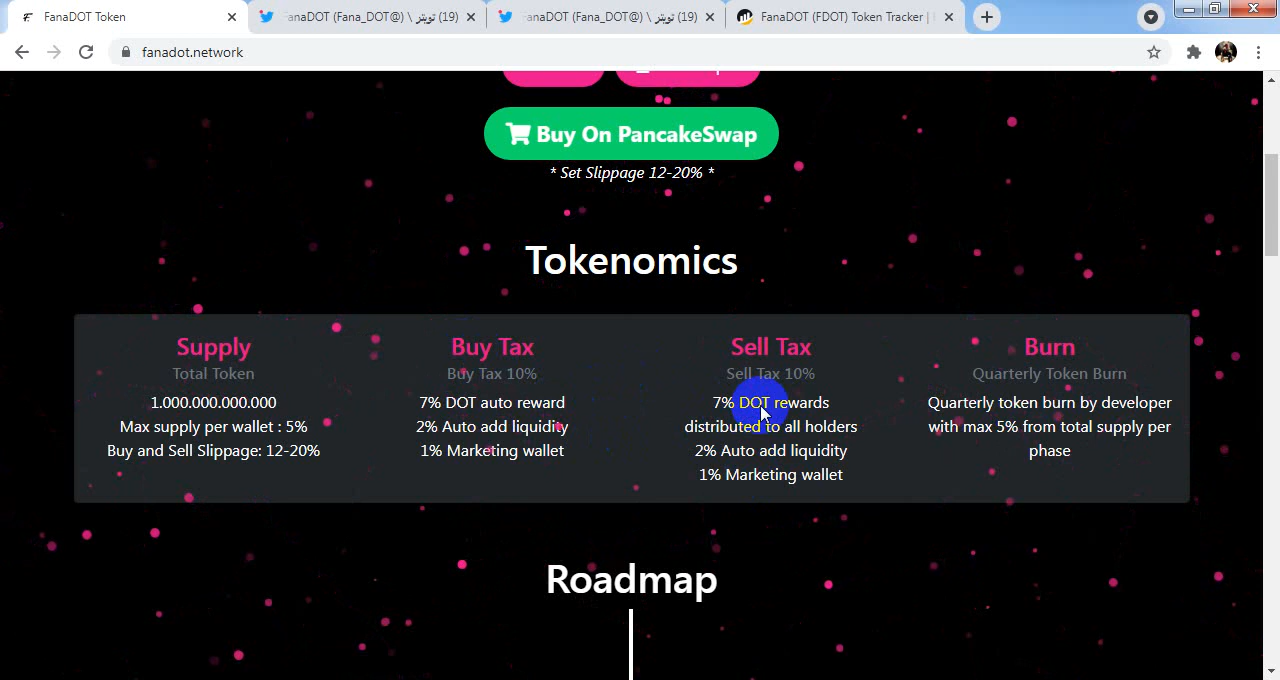 FanaDOT Token
(19) تويتر \ (Fana_DOT@) FanaDOT
(19) تويتر \ (Fana_DOT@) FanaDOT
FanaDOT (FDOT) Token Tracker |
fanadot.network
Buy On PancakeSwap
* Set Slippage 12-20% *
Tokenomics
Supply
Total Token
1.000.000.000.000
Max supply per wallet : 5%
Buy and Sell Slippage: 12-20%
Buy Tax
Buy Tax 10%
7% DOT auto reward
2% Auto add liquidity
1% Marketing wallet
Sell Tax
Sell Tax 10%
7% DOT rewards
distributed to all holders
2% Auto add liquidity
1% Marketing wallet
Burn
Quarterly Token Burn
Quarterly token burn by developer
with max 5% from total supply per
phase
Roadmap